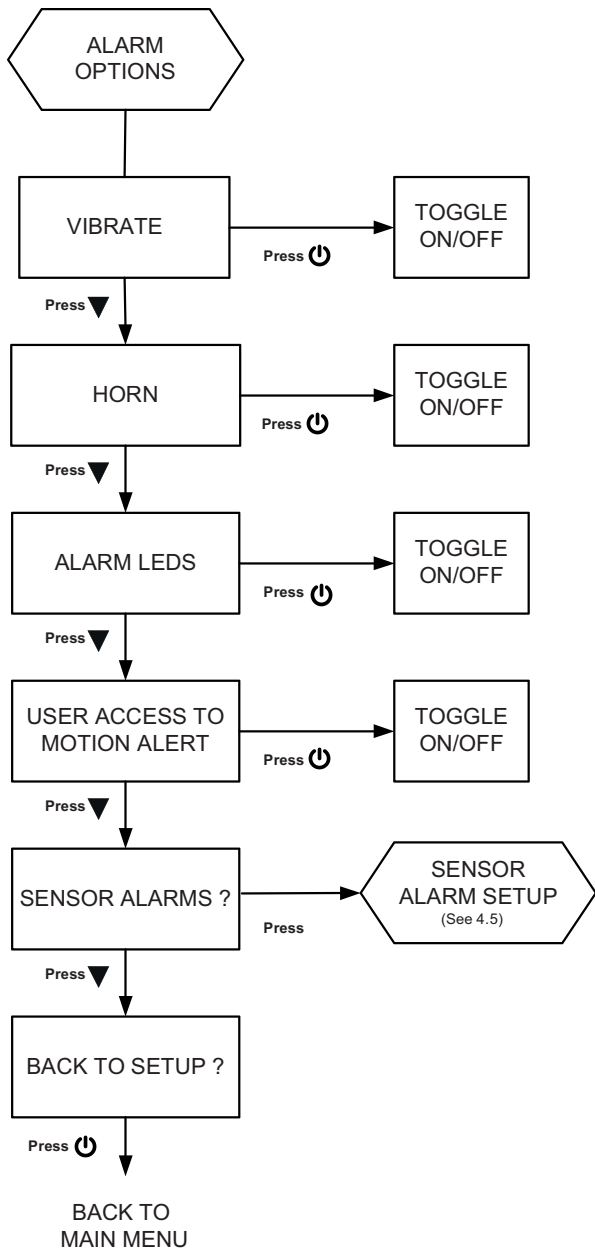 ALARM
OPTIONS
VIBRATE
Press ⏻
TOGGLE
ON/OFF
Press ▼
HORN
Press ⏻
TOGGLE
ON/OFF
Press ▼
ALARM LEDS
Press ⏻
TOGGLE
ON/OFF
Press ▼
USER ACCESS TO
MOTION ALERT
Press ⏻
TOGGLE
ON/OFF
Press ▼
SENSOR ALARMS ?
Press
SENSOR
ALARM SETUP
(See 4.5)
Press ▼
BACK TO SETUP ?
Press ⏻
BACK TO
MAIN MENU